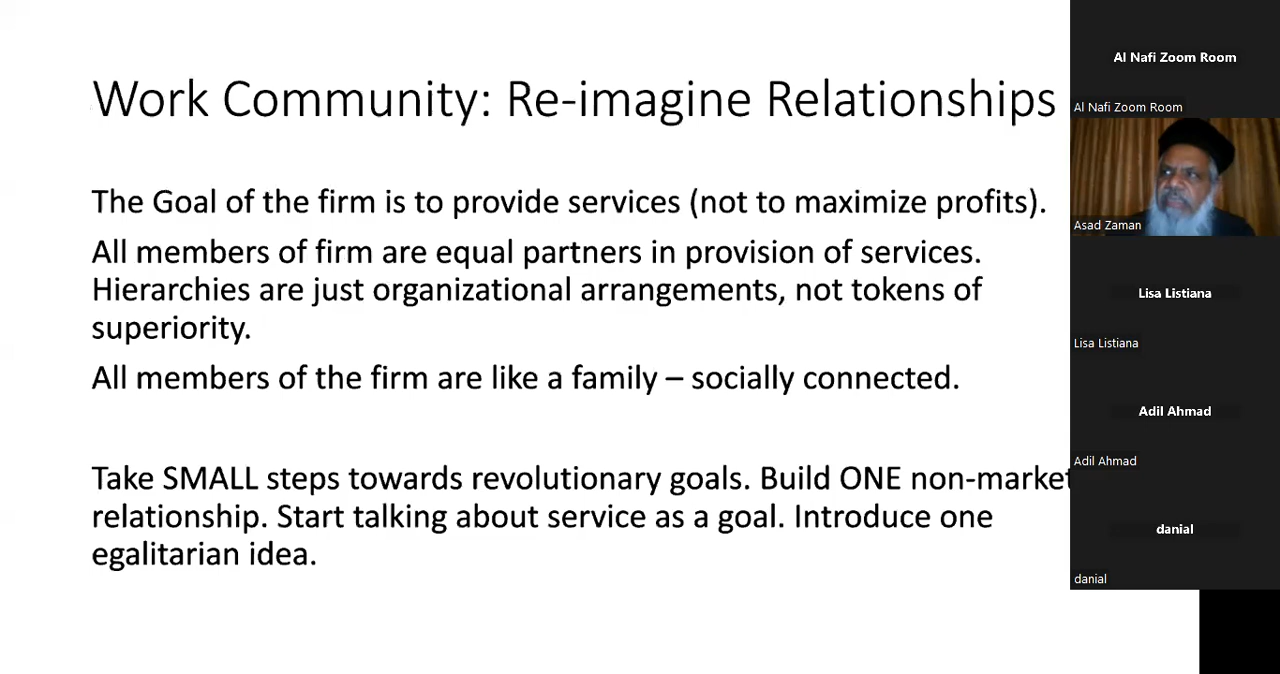 Work Community: Re-imagine Relationships
The Goal of the firm is to provide services (not to maximize profits).
All members of firm are equal partners in provision of services.
Hierarchies are just organizational arrangements, not tokens of
superiority.
All members of the firm are like a family – socially connected.
Take SMALL steps towards revolutionary goals. Build ONE non-market
relationship. Start talking about service as a goal. Introduce one
egalitarian idea.
Al Nafi Zoom Room
Al Nafi Zoom Room
Asad Zaman
Lisa Listiana
Lisa Listiana
Adil Ahmad
Adil Ahmad
danial
danial